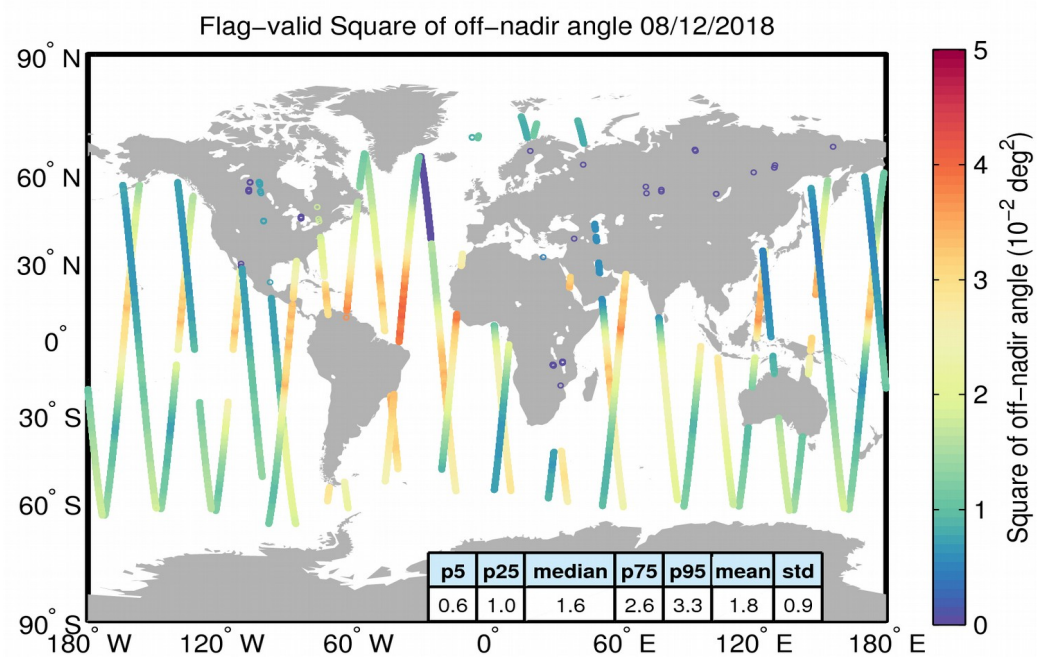 Flag−valid Square of off−nadir angle 08/12/2018
90° N
60° N
30° N
0°
30° S
60° S
90° S
180° W
120° W
60° W
0°
60° E
120° E
180° E
p5 p25 median p75 p95 mean std
0.6 1.0 1.6 2.6 3.3 1.8 0.9
5
4
3
2
1
0
Square of off−nadir angle (10⁻² deg²)